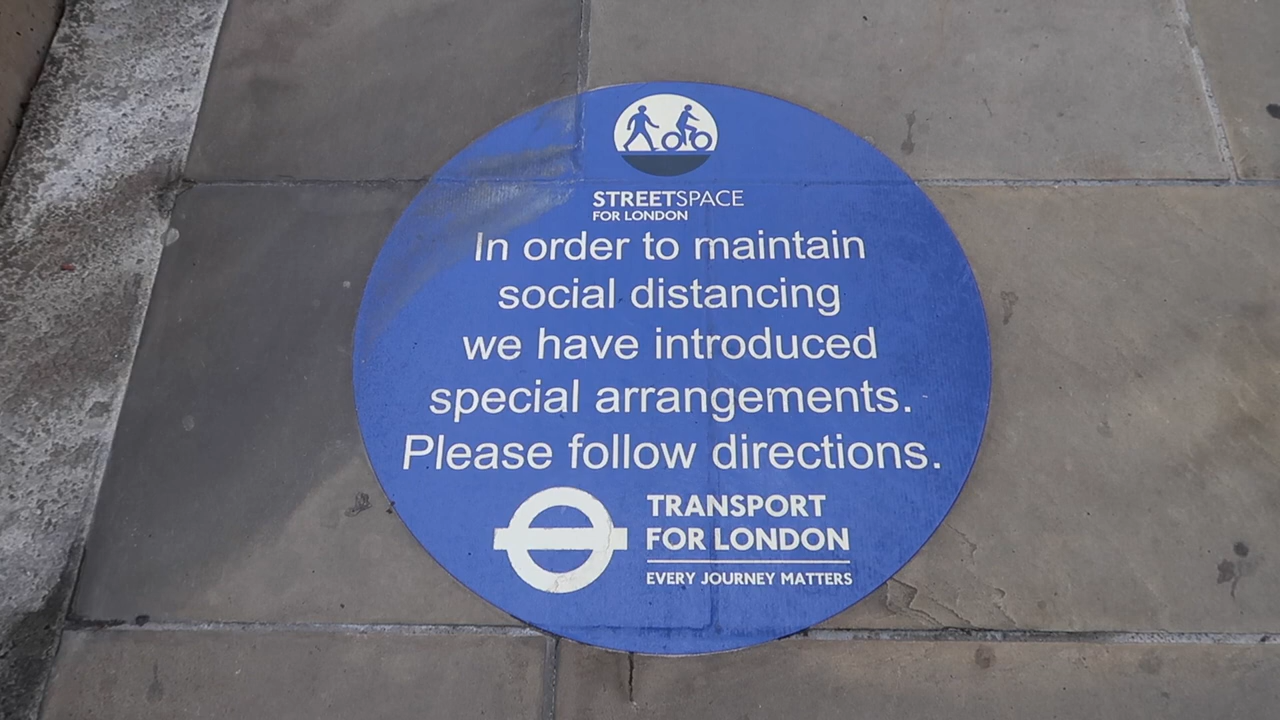 STREETSPACE
FOR LONDON
In order to maintain
social distancing
we have introduced
special arrangements.
Please follow directions.
TRANSPORT
FOR LONDON
EVERY JOURNEY MATTERS